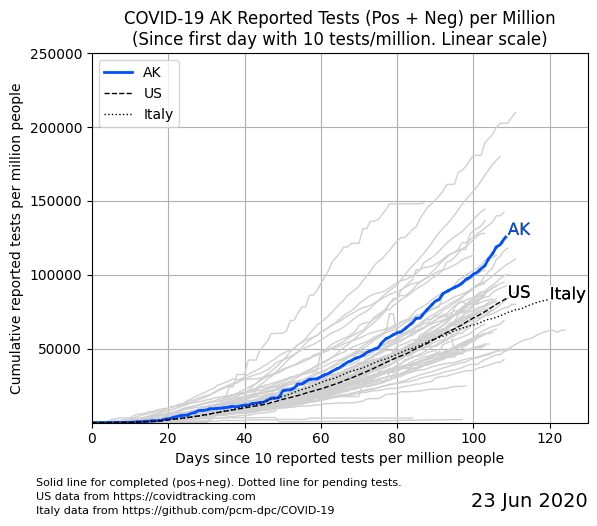 COVID-19 AK Reported Tests (Pos + Neg) per Million
(Since first day with 10 tests/million. Linear scale)
Cumulative reported tests per million people
250000
200000
150000
100000
50000
AK
US
Italy
AK
US
Italy
0 20 40 60 80 100 120
Days since 10 reported tests per million people
Solid line for completed (pos+neg). Dotted line for pending tests.
US data from https://covidtracking.com
Italy data from https://github.com/pcm-dpc/COVID-19
23 Jun 2020